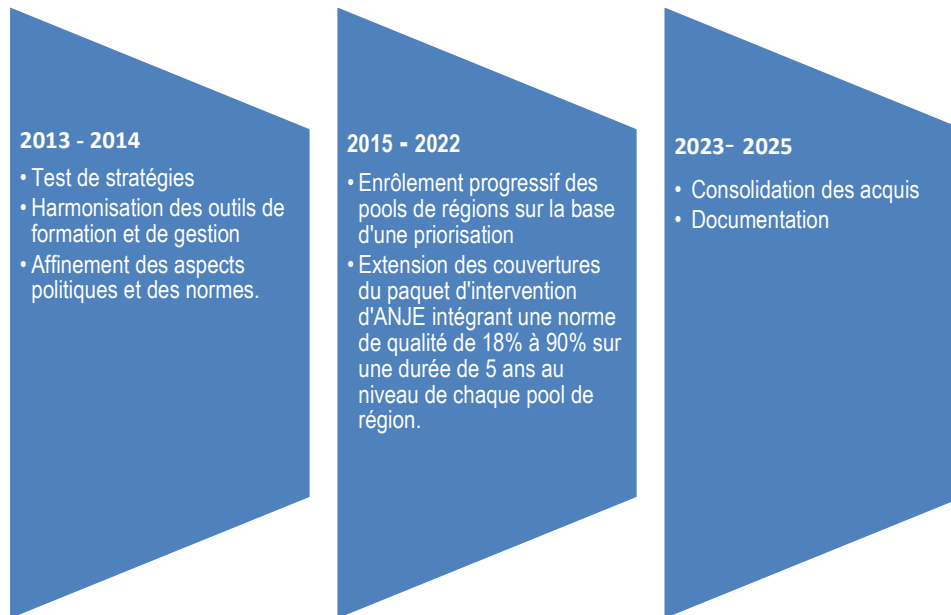 2013 - 2014
• Test de stratégies
• Harmonisation des outils de
formation et de gestion
• Affinement des aspects
politiques et des normes.
2015 - 2022
• Enrôlement progressif des
pools de régions sur la base
d'une priorisation
• Extension des couvertures
du paquet d'intervention
d'ANJE intégrant une norme
de qualité de 18% à 90% sur
une durée de 5 ans au
niveau de chaque pool de
région.
2023– 2025
• Consolidation des acquis
• Documentation